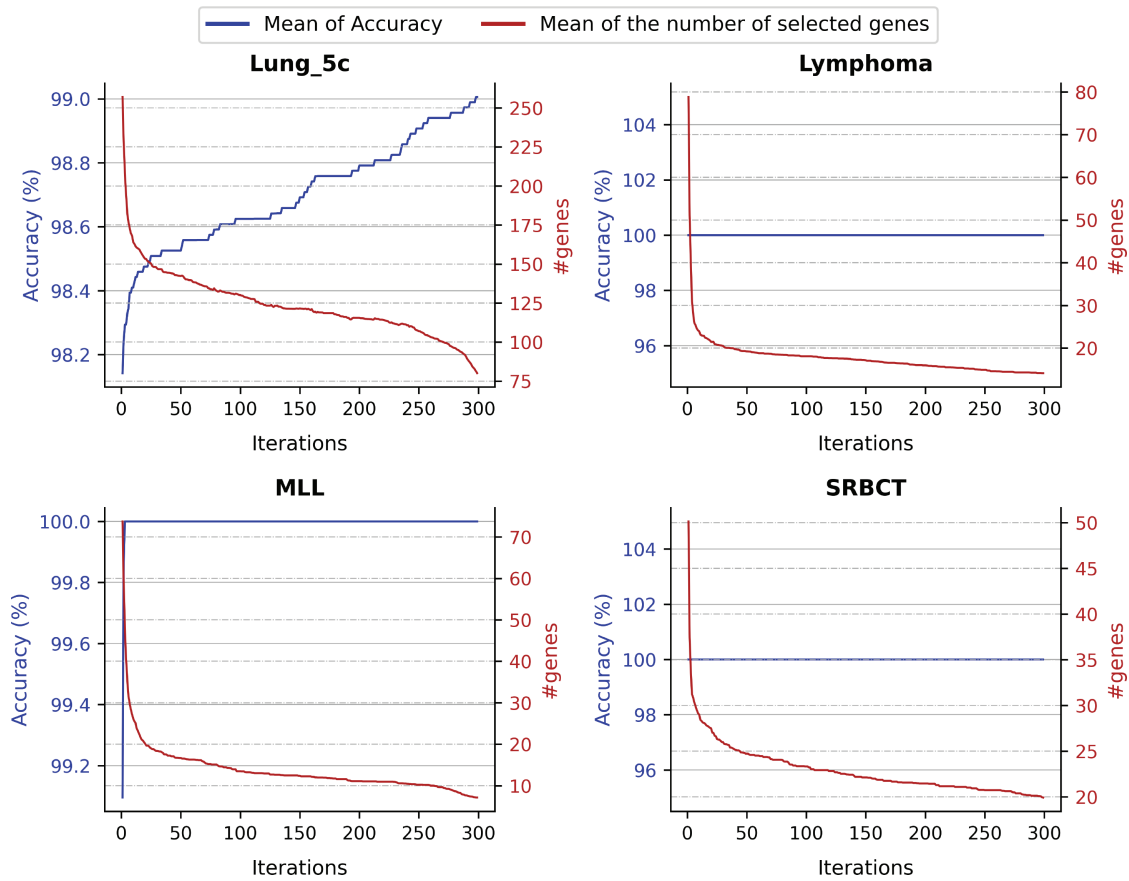 Mean of Accuracy Mean of the number of selected genes
Lung_5c
Accuracy (%)
99.0
98.8
98.6
98.4
98.2
250
225
200
175
150
125
100
75
#genes
0 50 100 150 200 250 300
Iterations
Lymphoma
Accuracy (%)
104
102
100
98
96
80
70
60
50
40
30
20
#genes
0 50 100 150 200 250 300
Iterations
MLL
Accuracy (%)
100.0
99.8
99.6
99.4
99.2
70
60
50
40
30
20
10
#genes
0 50 100 150 200 250 300
Iterations
SRBCT
Accuracy (%)
104
102
100
98
96
50
45
40
35
30
25
20
#genes
0 50 100 150 200 250 300
Iterations